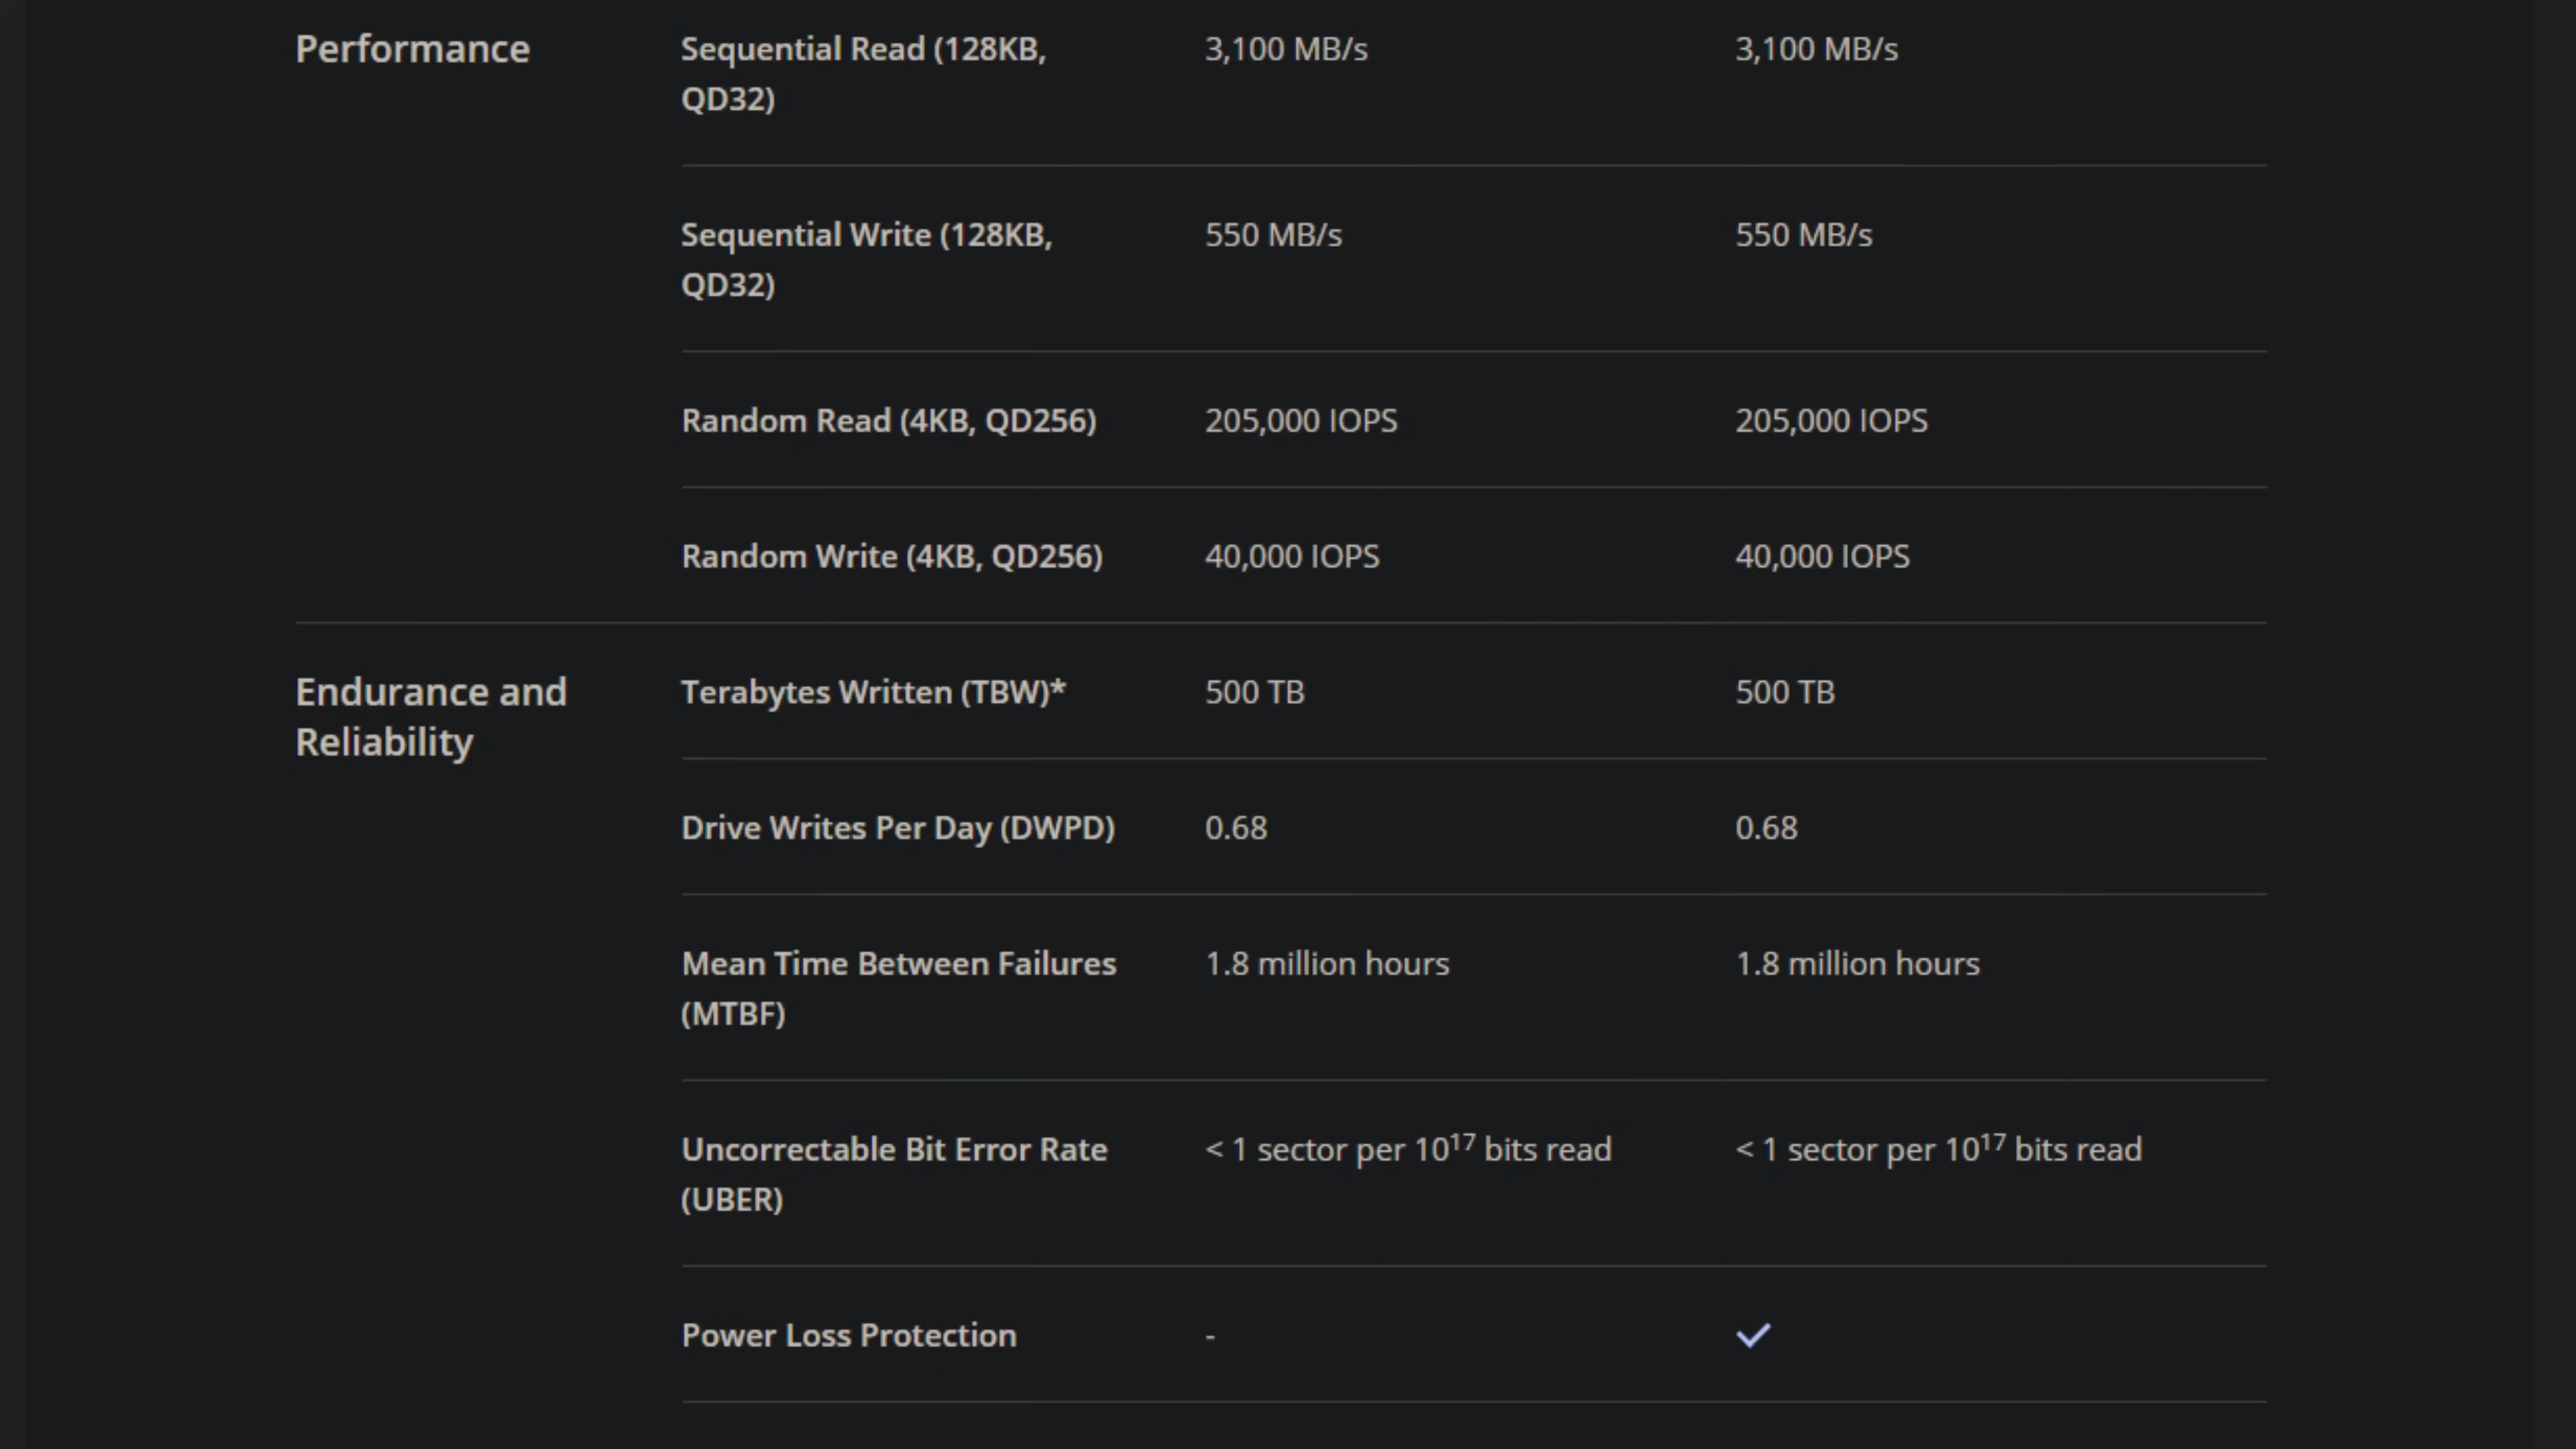 Performance
Sequential Read (128KB, 3,100 MB/s 3,100 MB/s
QD32)
Sequential Write (128KB, 550 MB/s 550 MB/s
QD32)
Random Read (4KB, QD256) 205,000 IOPS 205,000 IOPS
Random Write (4KB, QD256) 40,000 IOPS 40,000 IOPS
Endurance and
Reliability
Terabytes Written (TBW)* 500 TB 500 TB
Drive Writes Per Day (DWPD) 0.68 0.68
Mean Time Between Failures 1.8 million hours 1.8 million hours
(MTBF)
Uncorrectable Bit Error Rate < 1 sector per 10¹⁷ bits read < 1 sector per 10¹⁷ bits read
(UBER)
Power Loss Protection - ✓